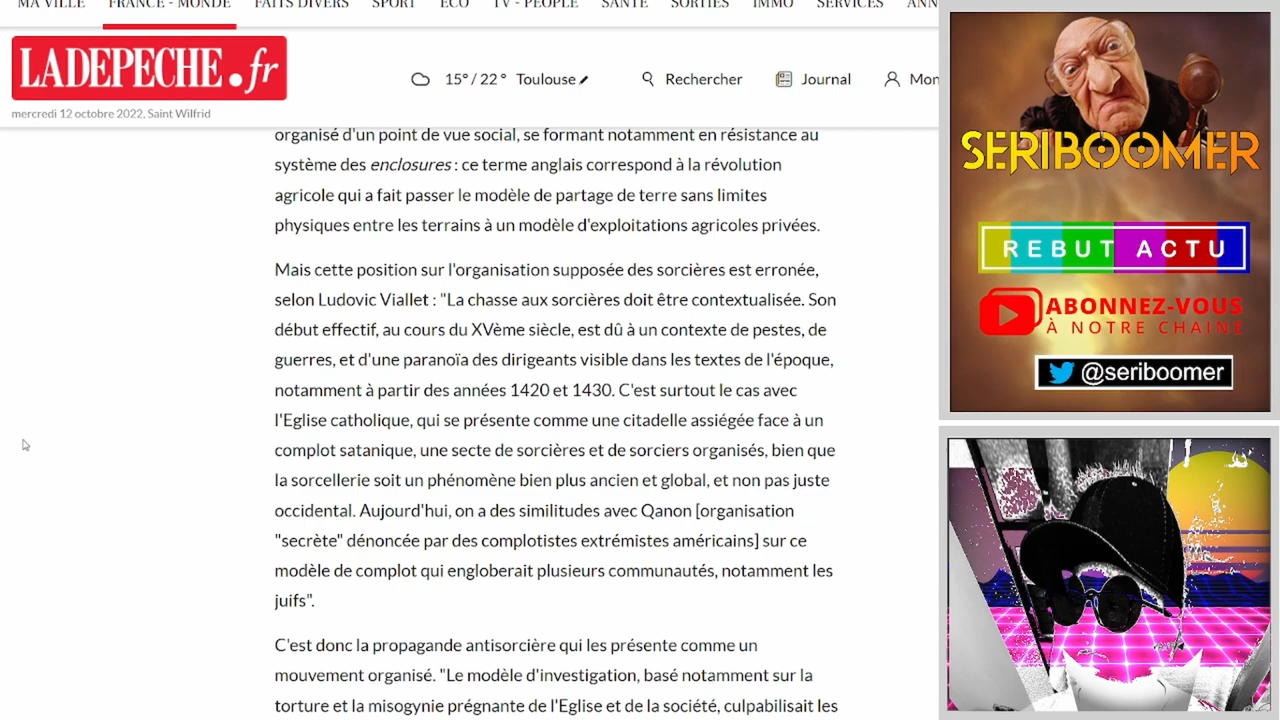 MA VILLE FRANCE - MONDE FAITS DIVERS SPORT ECO TV - PEOPLE SANTE SORTIES IMMO SERVICES ANN
LADEPECHE.fr
15° / 22° Toulouse Rechercher Journal Mon
mercredi 12 octobre 2022, Saint Wilfrid
organisé d'un point de vue social, se formant notamment en résistance au
système des enclosures : ce terme anglais correspond à la révolution
agricole qui a fait passer le modèle de partage de terre sans limites
physiques entre les terrains à un modèle d'exploitations agricoles privées.
Mais cette position sur l'organisation supposée des sorcières est erronée,
selon Ludovic Viallet : "La chasse aux sorcières doit être contextualisée. Son
début effectif, au cours du XVème siècle, est dû à un contexte de pestes, de
guerres, et d'une paranoïa des dirigeants visible dans les textes de l'époque,
notamment à partir des années 1420 et 1430. C'est surtout le cas avec
l'Eglise catholique, qui se présente comme une citadelle assiégée face à un
complot satanique, une secte de sorcières et de sorciers organisés, bien que
la sorcellerie soit un phénomène bien plus ancien et global, et non pas juste
occidental. Aujourd'hui, on a des similitudes avec Qanon [organisation
"secrète" dénoncée par des complotistes extrémistes américains] sur ce
modèle de complot qui engloberait plusieurs communautés, notamment les
juifs".
C'est donc la propagande antisorcière qui les présente comme un
mouvement organisé. "Le modèle d'investigation, basé notamment sur la
torture et la misogynie prégnante de l'Eglise et de la société, culpabilisait les
SERIBOOMER
REBUT ACTU
ABONNEZ-VOUS
À NOTRE CHAINE
@seriboomer